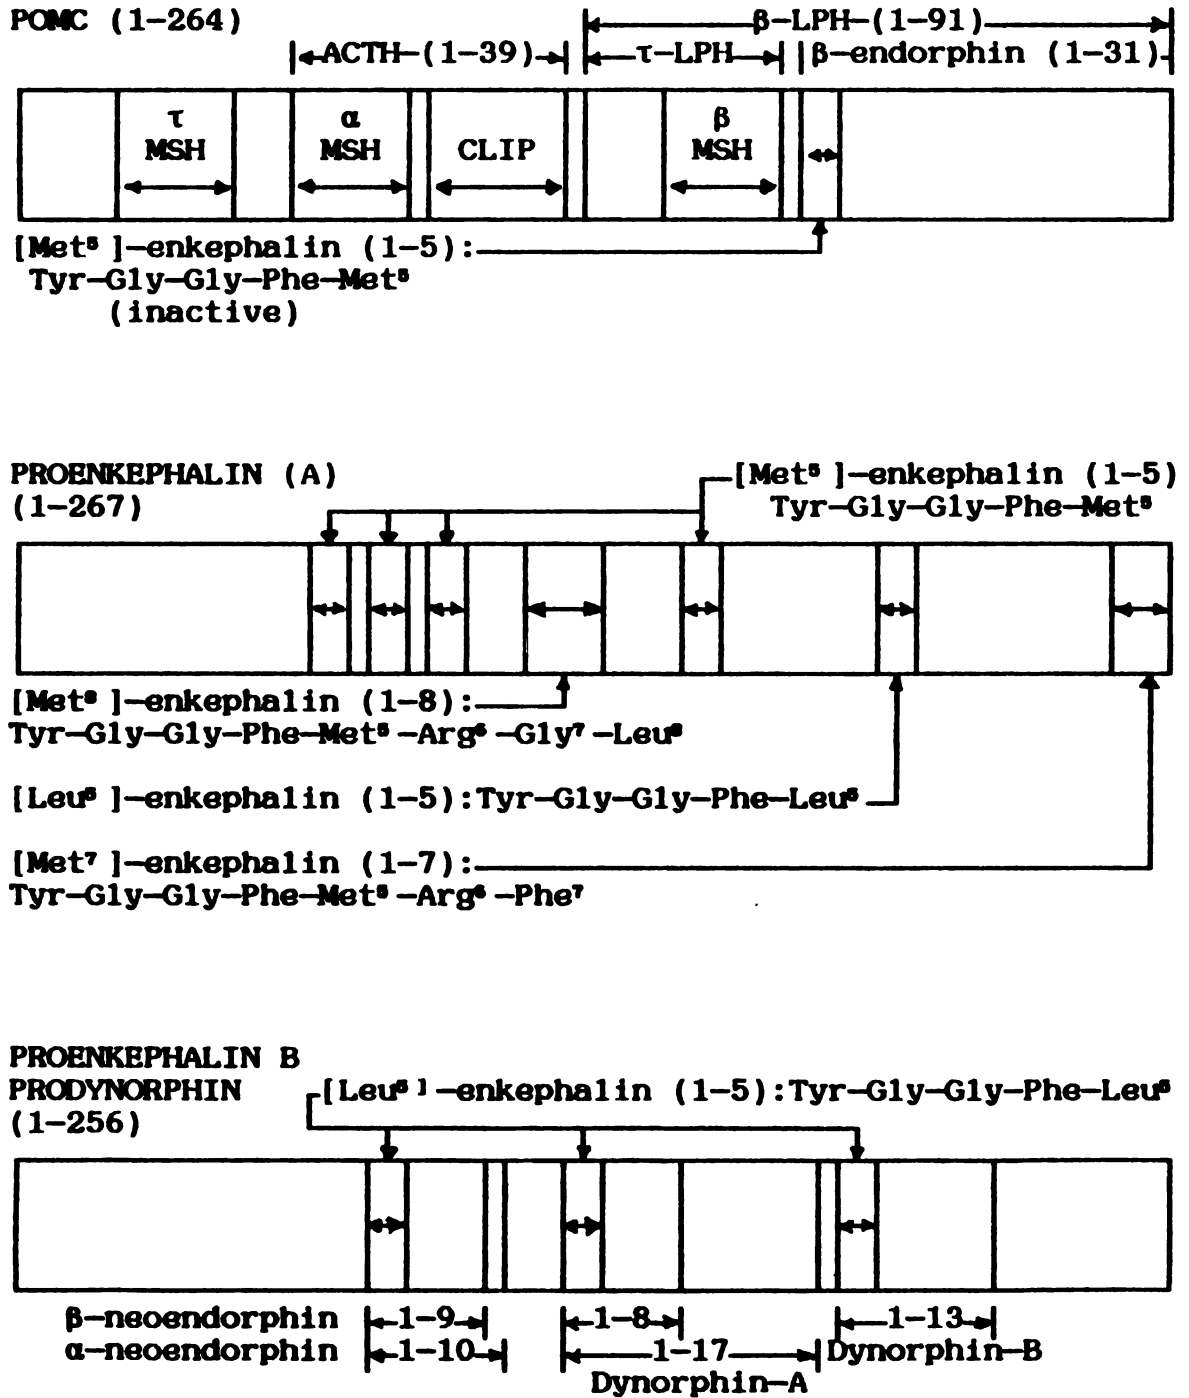 POMC (1-264)
β-LPH-(1-91)
ACTH-(1-39)
τ-LPH
β-endorphin (1-31)
τ
MSH
α
MSH
CLIP
β
MSH
[Met⁵]-enkephalin (1-5):
Tyr-Gly-Gly-Phe-Met⁵
(inactive)
PROENKEPHALIN (A)
(1-267)
[Met⁵]-enkephalin (1-5)
Tyr-Gly-Gly-Phe-Met⁵
[Met⁸]-enkephalin (1-8):
Tyr-Gly-Gly-Phe-Met⁵-Arg⁶-Gly⁷-Leu⁸
[Leu⁵]-enkephalin (1-5):Tyr-Gly-Gly-Phe-Leu⁵
[Met⁷]-enkephalin (1-7):
Tyr-Gly-Gly-Phe-Met⁵-Arg⁶-Phe⁷
PROENKEPHALIN B
PRODYNORPHIN
(1-256)
[Leu⁵]-enkephalin (1-5):Tyr-Gly-Gly-Phe-Leu⁵
β-neoendorphin
1-9
1-8
1-13
α-neoendorphin
1-10
1-17
Dynorphin-B
Dynorphin-A